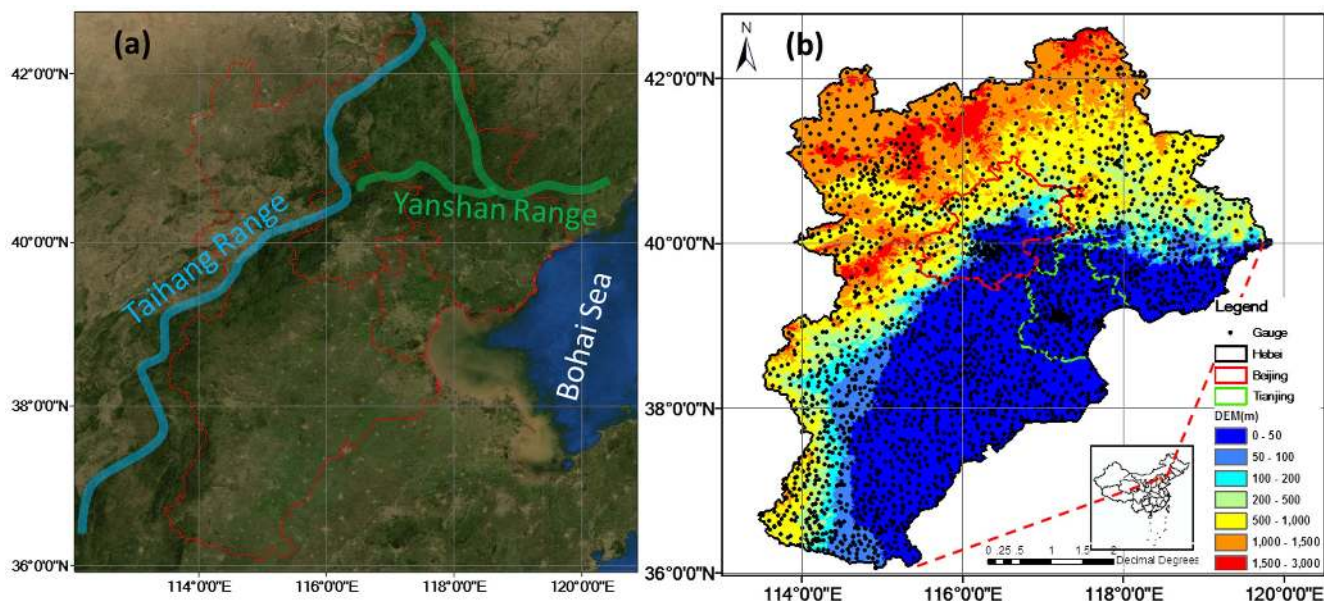 (a)
42°0'0"N
40°0'0"N
38°0'0"N
36°0'0"N
Taihang Range
Yanshan Range
Bohai Sea
114°0'0"E
116°0'0"E
118°0'0"E
120°0'0"E
N
(b)
42°0'0"N
40°0'0"N
38°0'0"N
36°0'0"N
Legend
Gauge
Hebei
Beijing
Tianjing
DEM(m)
0 - 50
50 - 100
100 - 200
200 - 500
500 - 1,000
1,000 - 1,500
1,500 - 3,000
0 .25 .5 1 1.5 2
Decimal Degrees
114°0'0"E
116°0'0"E
118°0'0"E
120°0'0"E